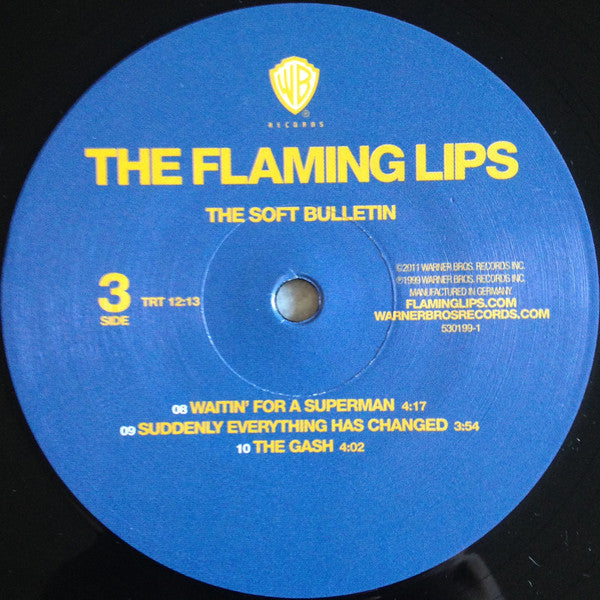 WB
®
RECORDS
THE FLAMING LIPS
THE SOFT BULLETIN
3
SIDE
TRT 12:13
©2011 WARNER BROS. RECORDS INC.
℗1999 WARNER BROS. RECORDS INC.
MANUFACTURED IN GERMANY.
FLAMINGLIPS.COM
WARNERBROSRECORDS.COM
530199-1
08 WAITIN' FOR A SUPERMAN 4:17
09 SUDDENLY EVERYTHING HAS CHANGED 3:54
10 THE GASH 4:02